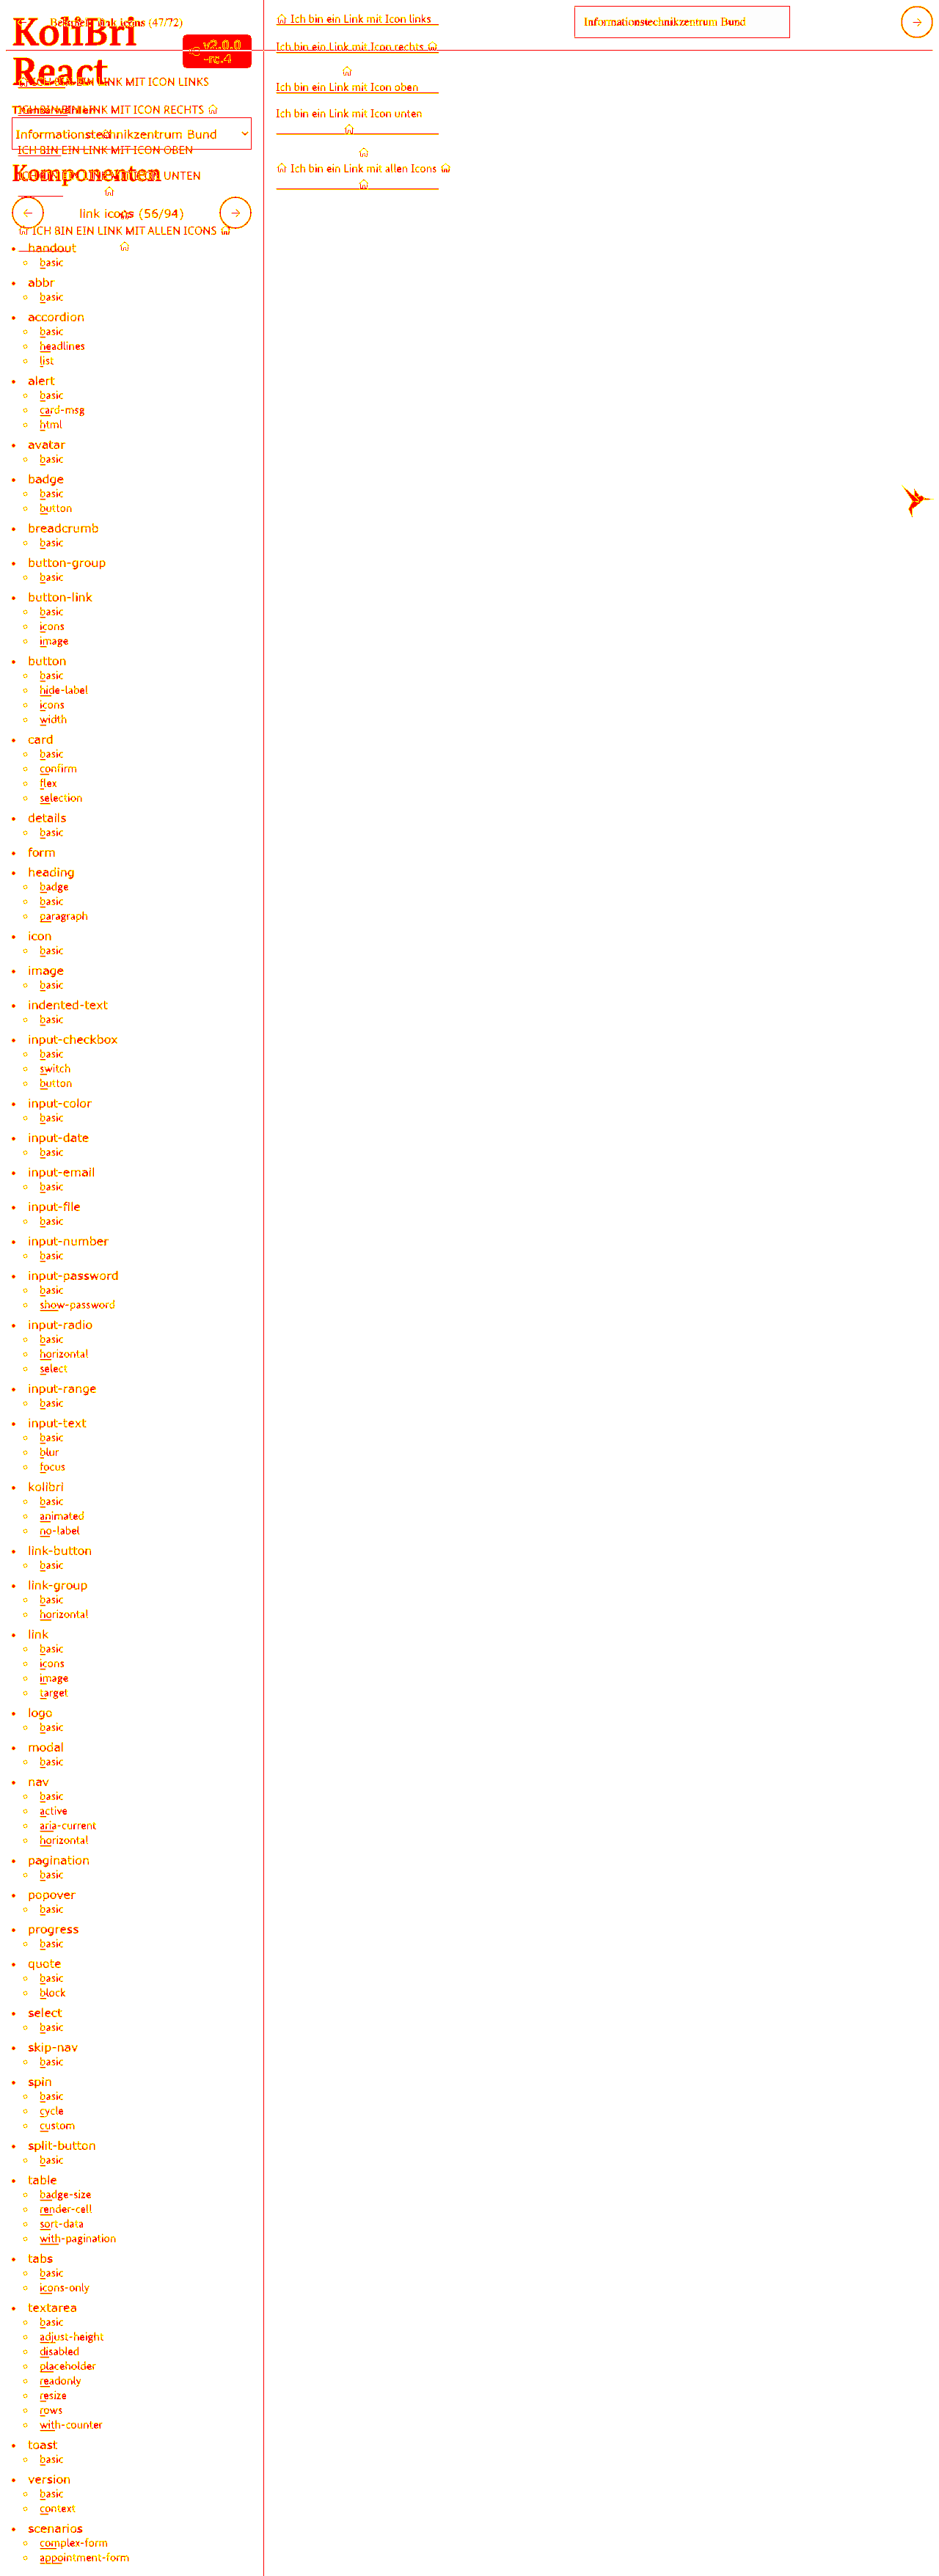 KoliBri
React
v2.0.0
-rc.4
link icons (47/72)
Informationstechnikzentrum Bund
Ich bin ein Link mit Icon links
Ich bin ein Link mit Icon rechts
Ich bin ein Link mit Icon oben
Ich bin ein Link mit Icon unten
Ich bin ein Link mit allen Icons
ICH BIN EIN LINK MIT ICON LINKS
ICH BIN EIN LINK MIT ICON RECHTS
Informationstechnikzentrum Bund
ICH BIN EIN LINK MIT ICON OBEN
Komponenten
link icons (56/94)
ICH BIN EIN LINK MIT ALLEN ICONS
handout
basic
abbr
basic
accordion
basic
headlines
list
alert
basic
card-msg
html
avatar
basic
badge
basic
button
breadcrumb
basic
button-group
basic
button-link
basic
icons
image
button
basic
hide-label
icons
width
card
basic
confirm
flex
selection
details
basic
form
heading
badge
basic
paragraph
icon
basic
image
basic
indented-text
basic
input-checkbox
basic
switch
button
input-color
basic
input-date
basic
input-email
basic
input-file
basic
input-number
basic
input-password
basic
show-password
input-radio
basic
horizontal
select
input-range
basic
input-text
basic
blur
focus
kolibri
basic
animated
no-label
link-button
basic
link-group
basic
horizontal
link
basic
icons
image
target
logo
basic
modal
basic
nav
basic
active
aria-current
horizontal
pagination
basic
popover
basic
progress
basic
quote
basic
block
select
basic
skip-nav
basic
spin
basic
cycle
custom
split-button
basic
table
badge-size
render-cell
sort-data
with-pagination
tabs
basic
icons-only
textarea
basic
adjust-height
disabled
placeholder
readonly
resize
rows
with-counter
toast
basic
version
basic
context
scenarios
complex-form
appointment-form